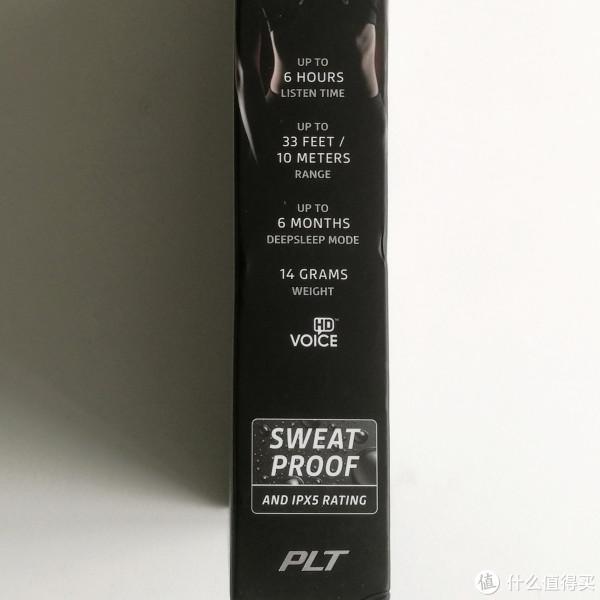 UP TO
6 HOURS
LISTEN TIME
UP TO
33 FEET /
10 METERS
RANGE
UP TO
6 MONTHS
DEEPSLEEP MODE
14 GRAMS
WEIGHT
HD™
VOICE
SWEAT
PROOF
AND IPX5 RATING
PLT
值 什么值得买